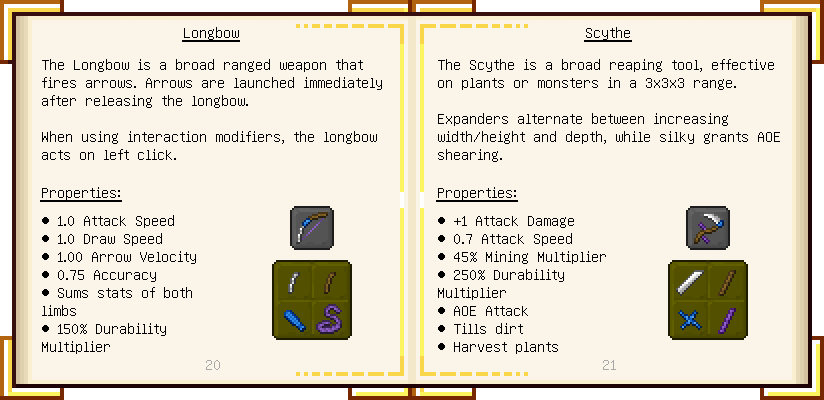 Longbow
The Longbow is a broad ranged weapon that
fires arrows. Arrows are launched immediately
after releasing the longbow.
When using interaction modifiers, the longbow
acts on left click.
Properties:
● 1.0 Attack Speed
● 1.0 Draw Speed
● 1.00 Arrow Velocity
● 0.75 Accuracy
● Sums stats of both
limbs
● 150% Durability
Multiplier
20
Scythe
The Scythe is a broad reaping tool, effective
on plants or monsters in a 3x3x3 range.
Expanders alternate between increasing
width/height and depth, while silky grants AOE
shearing.
Properties:
● +1 Attack Damage
● 0.7 Attack Speed
● 45% Mining Multiplier
● 250% Durability
Multiplier
● AOE Attack
● Tills dirt
● Harvest plants
21